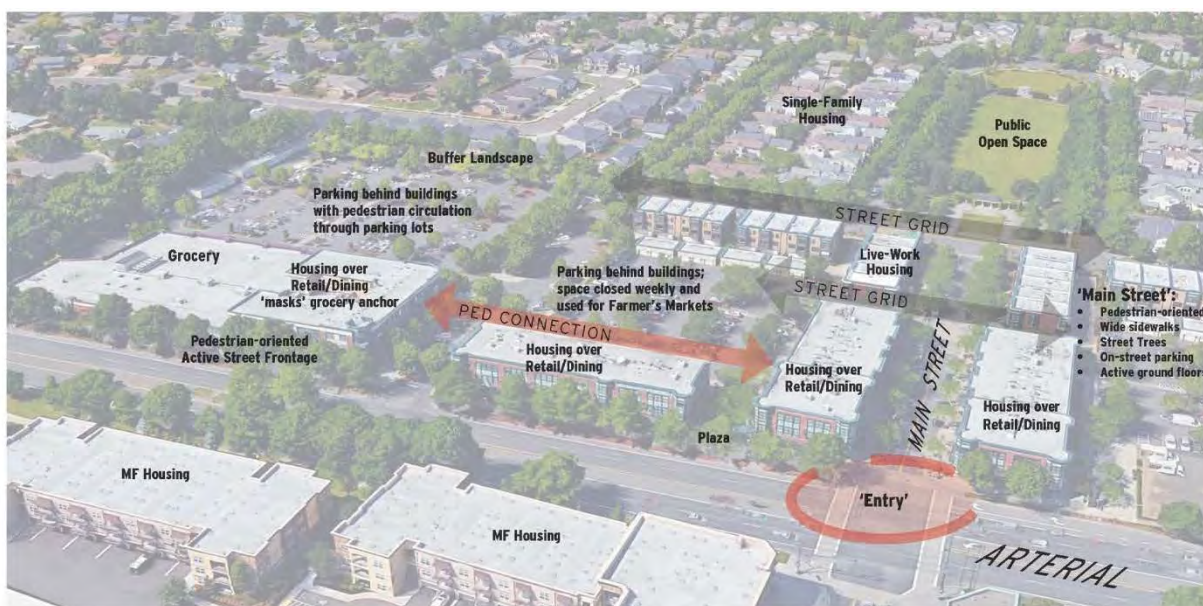 Single-Family
Housing
Public
Open Space
Buffer Landscape
Parking behind buildings
with pedestrian circulation
through parking lots
STREET GRID
Grocery
Housing over
Retail/Dining
'masks' grocery anchor
Live-Work
Housing
Parking behind buildings;
space closed weekly and
used for Farmer's Markets
STREET GRID
'Main Street':
• Pedestrian-oriented
• Wide sidewalks
• Street Trees
• On-street parking
• Active ground floors
PED CONNECTION
Pedestrian-oriented
Active Street Frontage
Housing over
Retail/Dining
Housing over
Retail/Dining
MAIN STREET
Housing over
Retail/Dining
Plaza
MF Housing
'Entry'
MF Housing
ARTERIAL